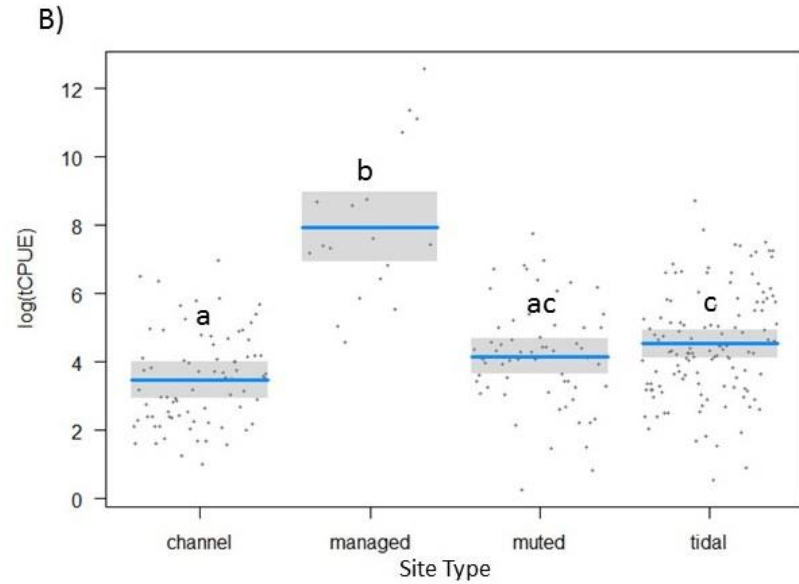 B)
log(tCPUE)
12
10
8
6
4
2
0
a
b
ac
c
channel managed muted tidal
Site Type